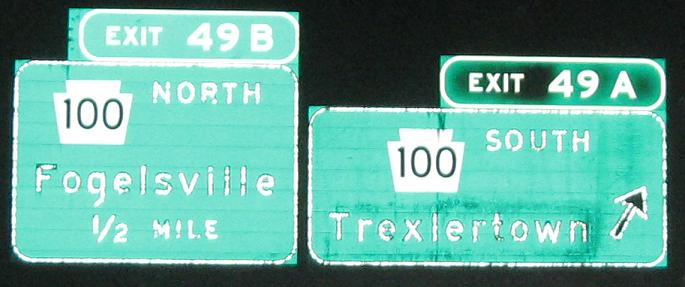 EXIT 49 B
100 NORTH
Fogelsville
1/2 MILE
EXIT 49 A
100 SOUTH
Trexlertown